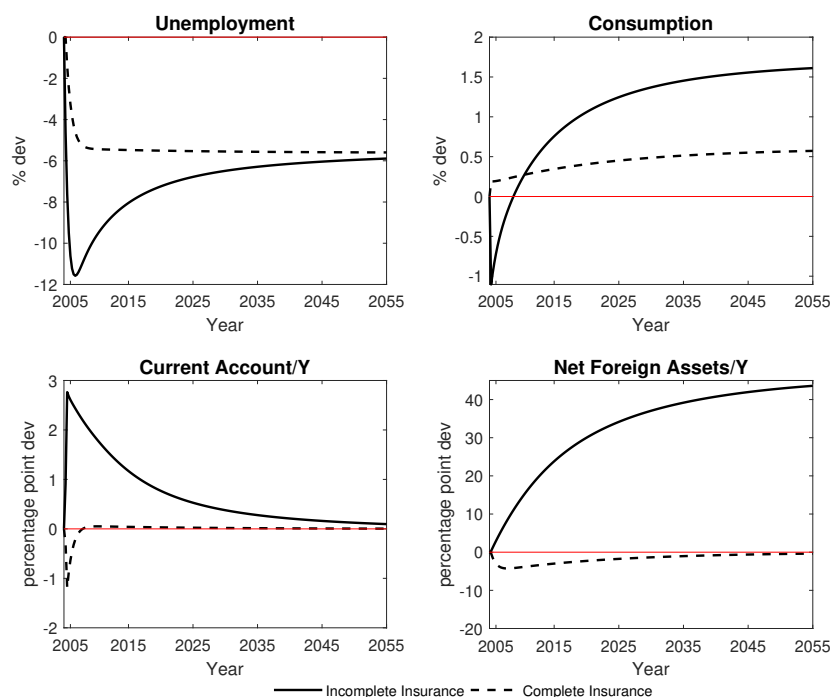 Unemployment
0
-2
-4
-6
-8
-10
-12
% dev
2005 2015 2025 2035 2045 2055
Year
Consumption
2
1.5
1
0.5
0
-0.5
-1
% dev
2005 2015 2025 2035 2045 2055
Year
Current Account/Y
3
2
1
0
-1
-2
percentage point dev
2005 2015 2025 2035 2045 2055
Year
Net Foreign Assets/Y
40
30
20
10
0
-10
-20
percentage point dev
2005 2015 2025 2035 2045 2055
Year
Incomplete Insurance Complete Insurance